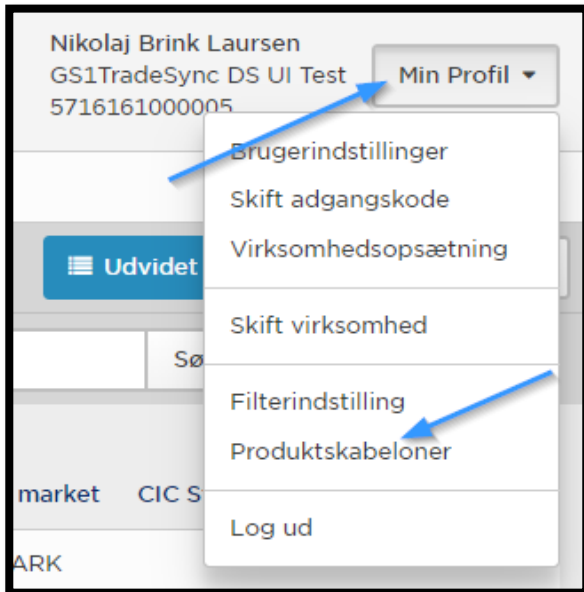 Nikolaj Brink Laursen
GS1TradeSync DS UI Test
5716161000005
Min Profil
Brugerindstillinger
Skift adgangskode
Virksomhedsopsætning
Udvidet
Skift virksomhed
Sø
Filterindstilling
Produktskabeloner
market CIC S
Log ud
ARK